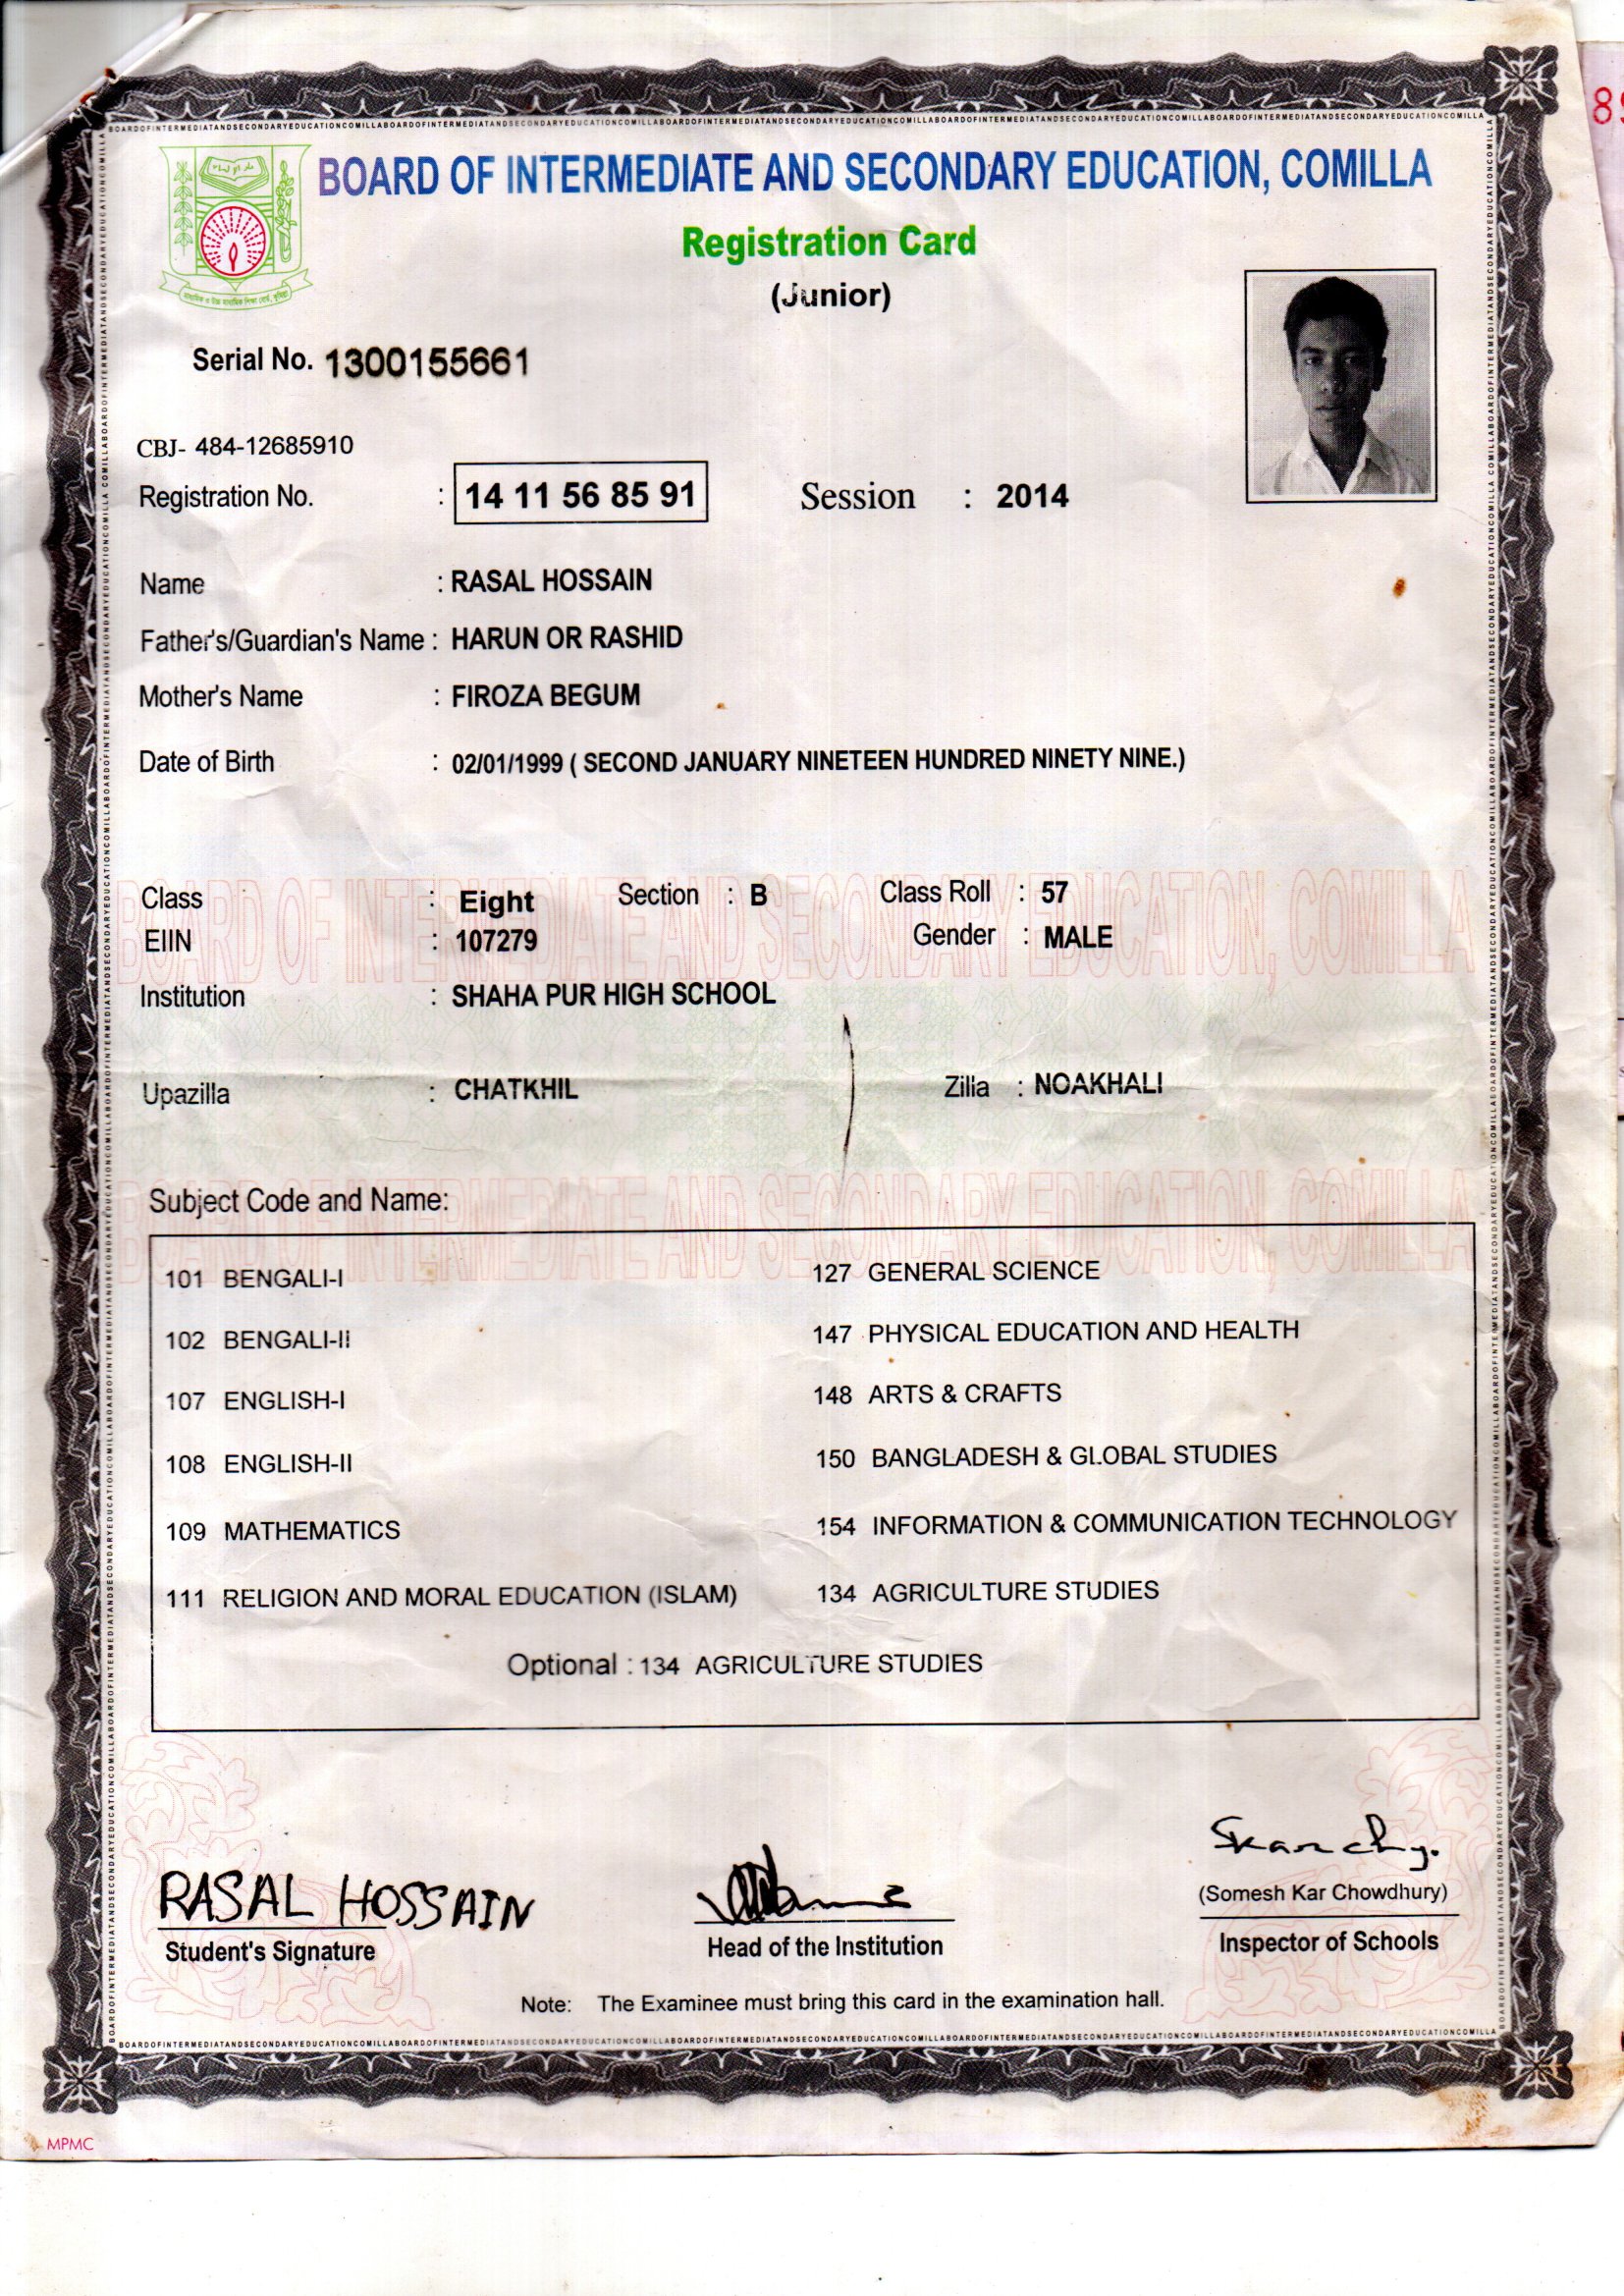 BOARD OF INTERMEDIATE AND SECONDARY EDUCATION, COMILLA
Registration Card
(Junior)
Serial No. 1300155661
CBJ- 484-12685910
Registration No. : 14 11 56 85 91 Session : 2014
Name : RASAL HOSSAIN
Father's/Guardian's Name : HARUN OR RASHID
Mother's Name : FIROZA BEGUM
Date of Birth : 02/01/1999 ( SECOND JANUARY NINETEEN HUNDRED NINETY NINE.)
Class : Eight Section : B Class Roll : 57
EIIN : 107279 Gender : MALE
Institution : SHAHA PUR HIGH SCHOOL
Upazilla : CHATKHIL Zilla : NOAKHALI
Subject Code and Name:
101 BENGALI-I 127 GENERAL SCIENCE
102 BENGALI-II 147 PHYSICAL EDUCATION AND HEALTH
107 ENGLISH-I 148 ARTS & CRAFTS
108 ENGLISH-II 150 BANGLADESH & GLOBAL STUDIES
109 MATHEMATICS 154 INFORMATION & COMMUNICATION TECHNOLOGY
111 RELIGION AND MORAL EDUCATION (ISLAM) 134 AGRICULTURE STUDIES
Optional : 134 AGRICULTURE STUDIES
RASAL HOSSAIN
(Somesh Kar Chowdhury)
Student's Signature Head of the Institution Inspector of Schools
Note: The Examinee must bring this card in the examination hall.
MPMC